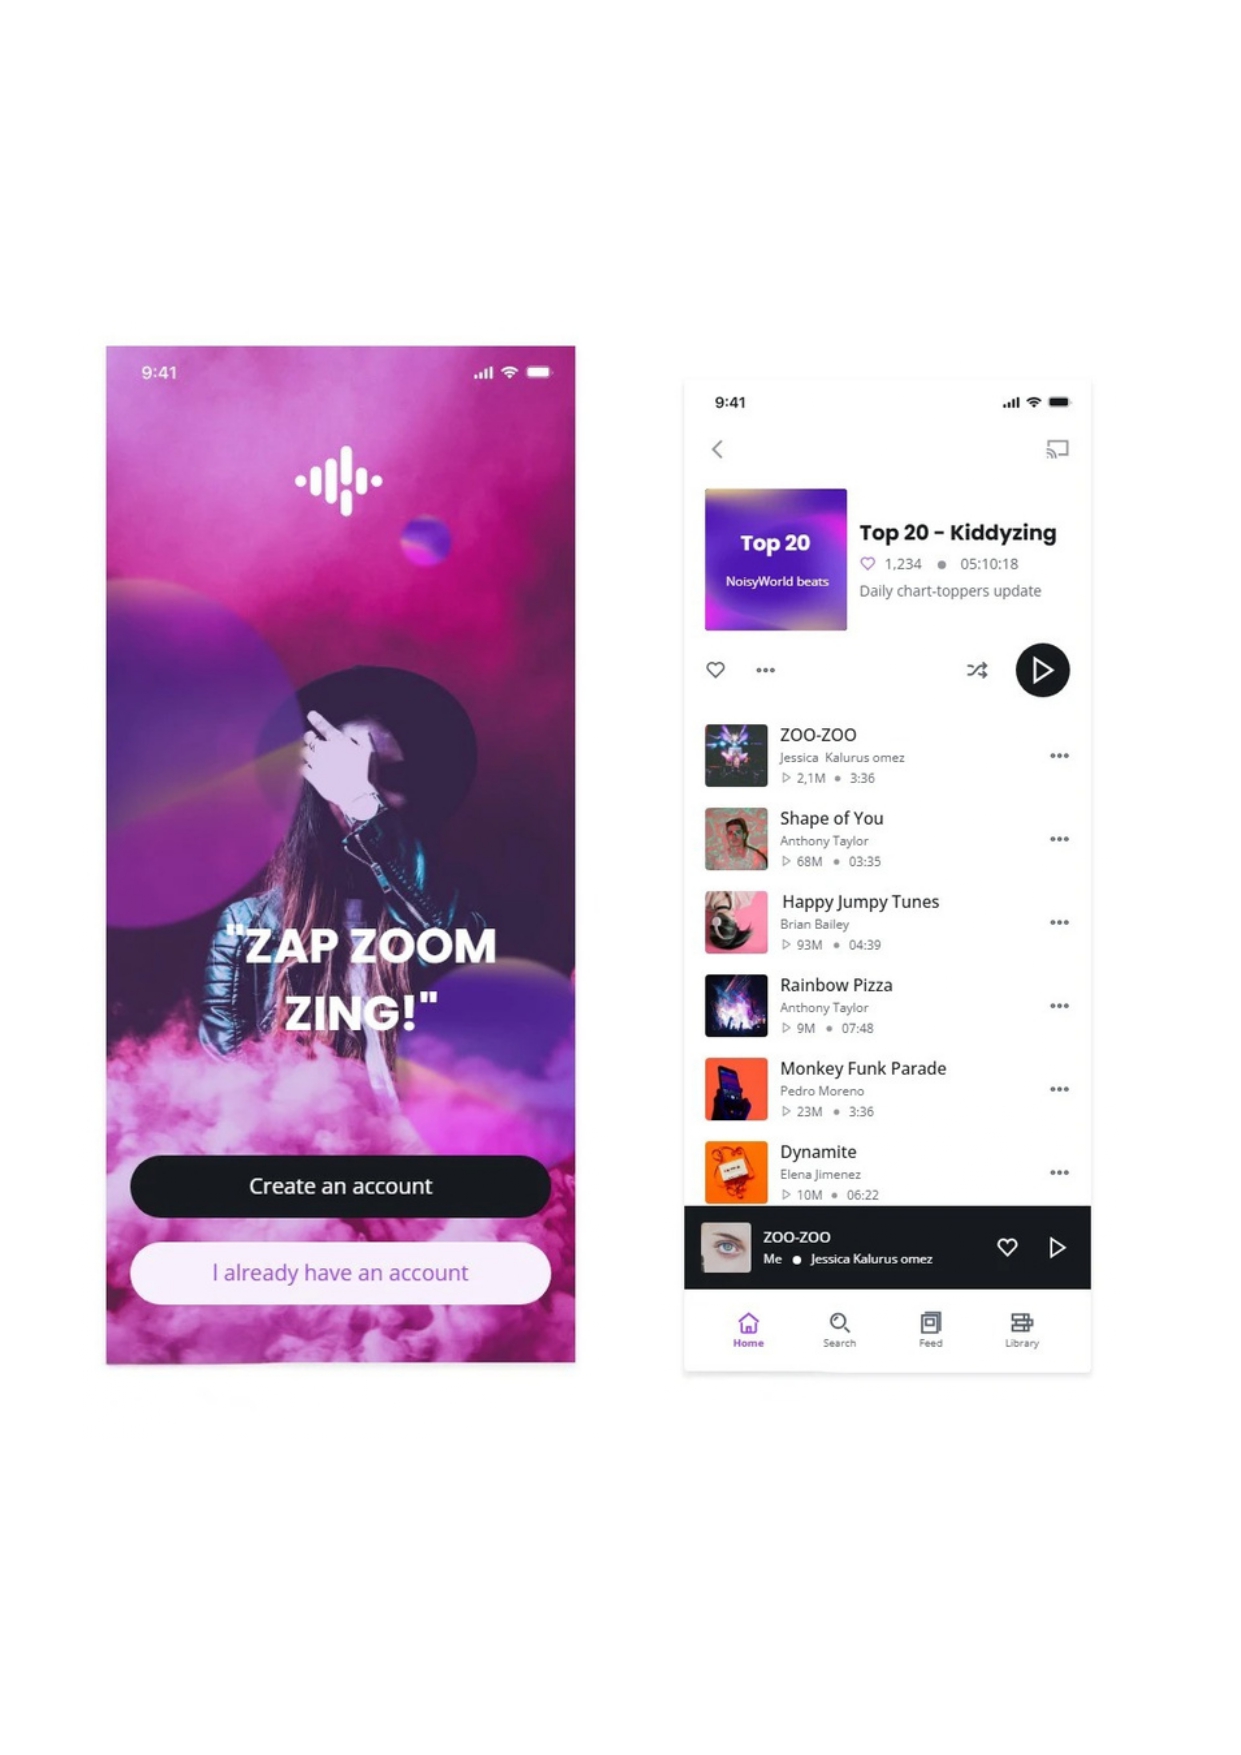 9:41
"ZAP ZOOM
ZING!"
Create an account
I already have an account
9:41
Top 20
NoisyWorld beats
Top 20 - Kiddyzing
1,234 ● 05:10:18
Daily chart-toppers update
ZOO-ZOO
Jessica Kalurus omez
2,1M ● 3:36
Shape of You
Anthony Taylor
68M ● 03:35
Happy Jumpy Tunes
Brian Bailey
93M ● 04:39
Rainbow Pizza
Anthony Taylor
9M ● 07:48
Monkey Funk Parade
Pedro Moreno
23M ● 3:36
Dynamite
Elena Jimenez
10M ● 06:22
ZOO-ZOO
Me ● Jessica Kalurus omez
Home
Search
Feed
Library